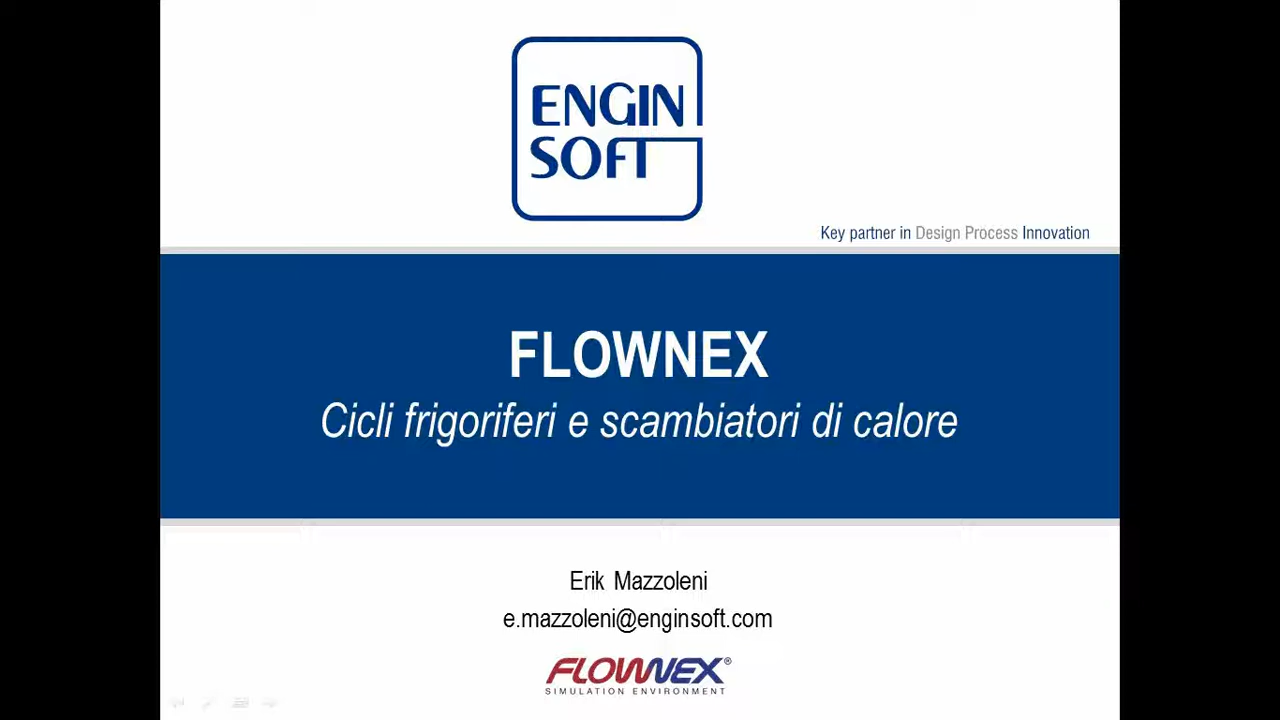 ENGIN
SOFT
Key partner in Design Process Innovation
FLOWNEX
Cicli frigoriferi e scambiatori di calore
Erik Mazzoleni
e.mazzoleni@enginsoft.com
FLOWNEX®
SIMULATION ENVIRONMENT